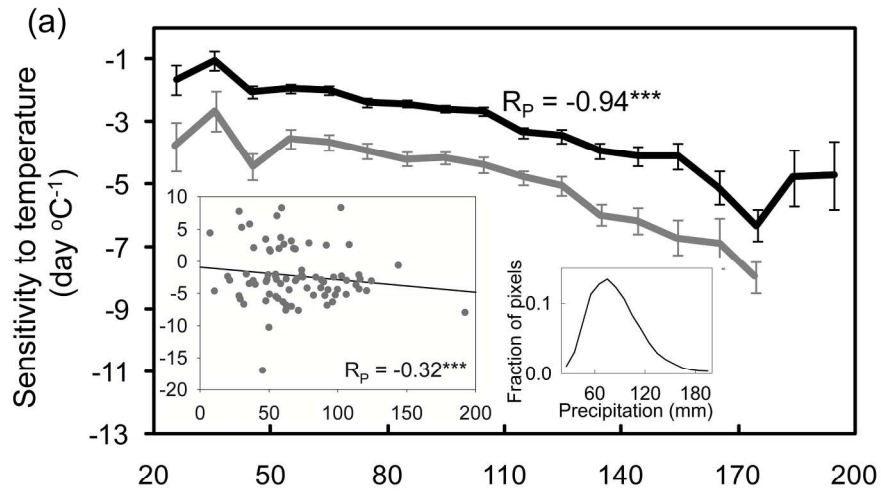 (a)
Sensitivity to temperature
(day °C-1)
-1
-3
-5
-7
-9
-11
-13
RP = -0.94***
10
5
0
-5
-10
-15
-20
RP = -0.32***
0 50 100 150 200
Fraction of pixels
0.1
0.0
60 120 180
Precipitation (mm)
20 50 80 110 140 170 200